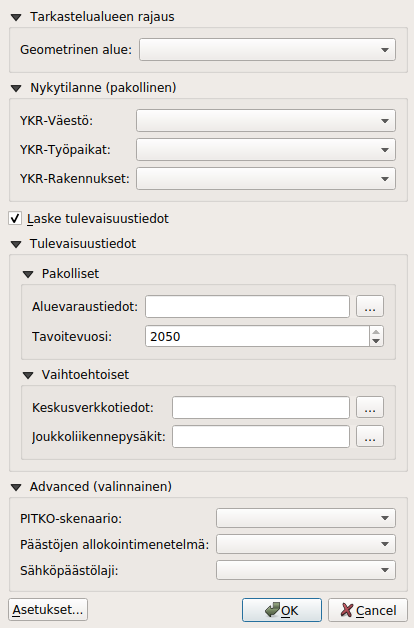 Tarkastelualueen rajaus
Geometrinen alue:
Nykytilanne (pakollinen)
YKR-Väestö:
YKR-Työpaikat:
YKR-Rakennukset:
Laske tulevaisuustiedot
Tulevaisuustiedot
Pakolliset
Aluevaraustiedot: ...
Tavoitevuosi: 2050
Vaihtoehtoiset
Keskusverkkotiedot: ...
Joukkoliikennepysäkit: ...
Advanced (valinnainen)
PITKO-skenaario:
Päästöjen allokointimenetelmä:
Sähköpäästölaji:
Asetukset... OK Cancel